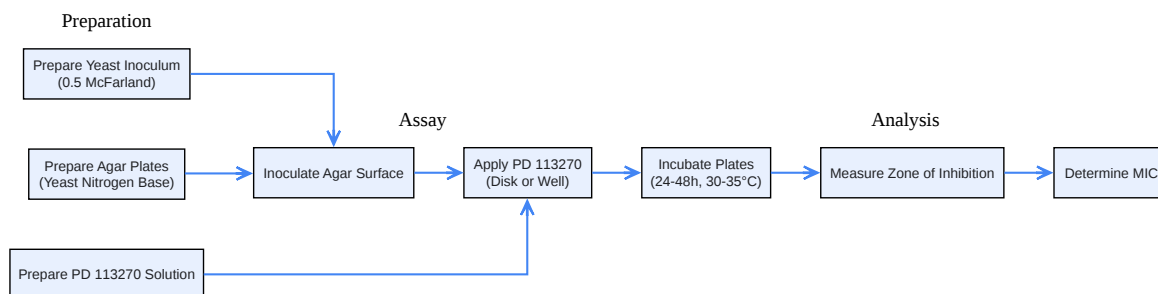 Preparation
Prepare Yeast Inoculum
(0.5 McFarland)
Assay
Analysis
Prepare Agar Plates
(Yeast Nitrogen Base)
Inoculate Agar Surface
Apply PD 113270
(Disk or Well)
Incubate Plates
(24-48h, 30-35°C)
Measure Zone of Inhibition
Determine MIC
Prepare PD 113270 Solution